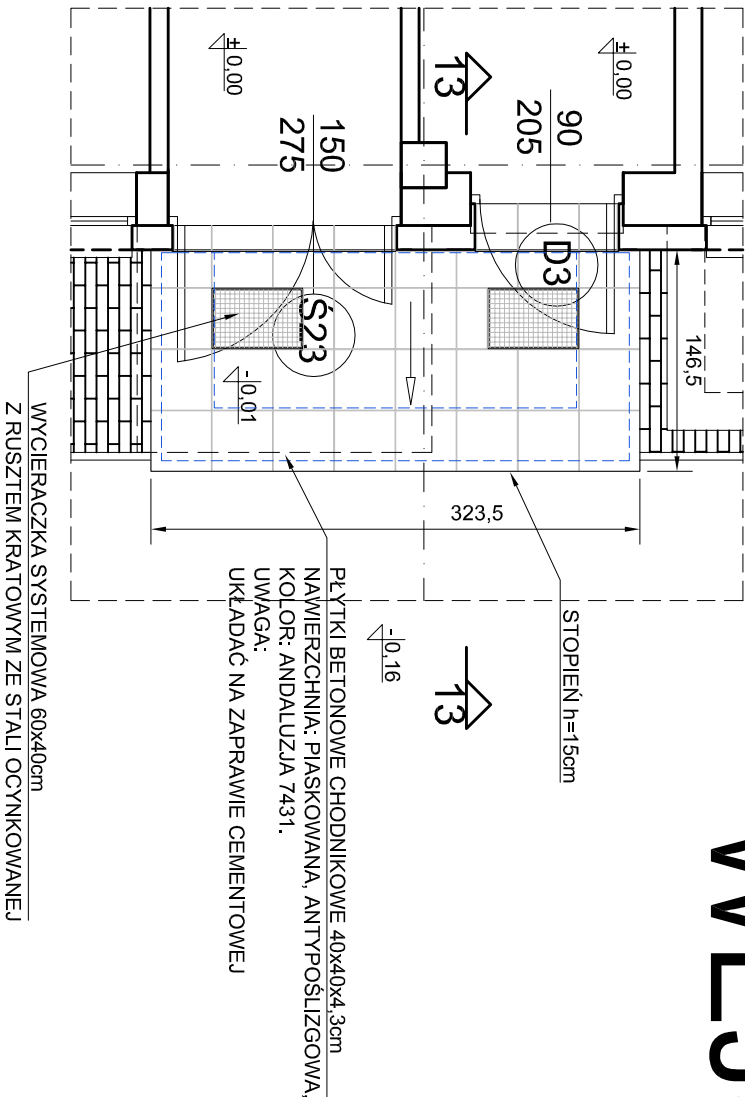 ± 0,00
± 0,00
13
90
205
150
275
D3
Ś23
146,5
- 0,01
323,5
STOPIEŃ h=15cm
- 0,16
13
PŁYTKI BETONOWE CHODNIKOWE 40x40x4,3cm
NAWIERZCHNIA: PIASKOWANA, ANTYPOŚLIZGOWA,
KOLOR: ANDALUZJA 7431.
UWAGA:
UKŁADAĆ NA ZAPRAWIE CEMENTOWEJ
WYCIERACZKA SYSTEMOWA 60x40cm
Z RUSZTEM KRATOWYM ZE STALI OCYNKOWANEJ